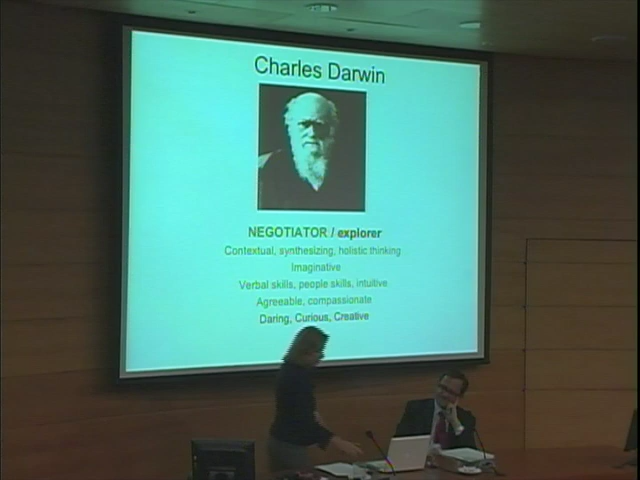 Charles Darwin
NEGOTIATOR / explorer
Contextual, synthesizing, holistic thinking
Imaginative
Verbal skills, people skills, intuitive
Agreeable, compassionate
Daring, Curious, Creative